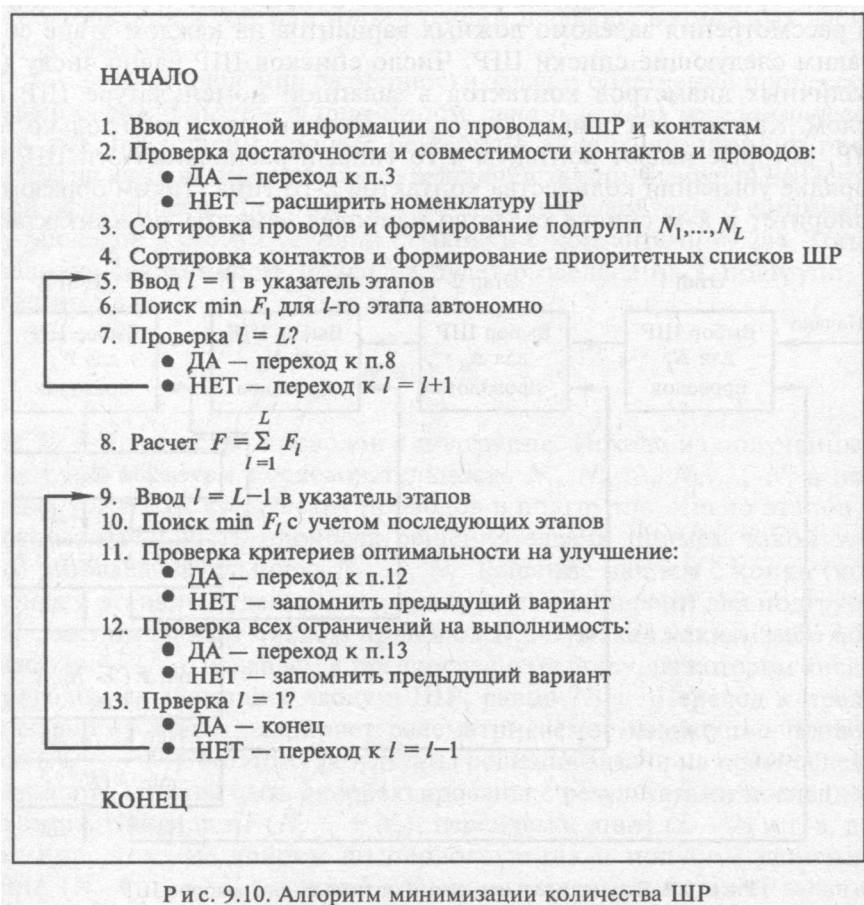 НАЧАЛО
1. Ввод исходной информации по проводам, ШР и контактам
2. Проверка достаточности и совместимости контактов и проводов:
● ДА — переход к п.3
● НЕТ — расширить номенклатуру ШР
3. Сортировка проводов и формирование подгрупп N₁,...,N_L
4. Сортировка контактов и формирование приоритетных списков ШР
5. Ввод l = 1 в указатель этапов
6. Поиск min F₁ для l-го этапа автономно
7. Проверка l = L?
● ДА — переход к п.8
● НЕТ — переход к l = l+1
L
8. Расчет F = Σ F_l
l=1
9. Ввод l = L−1 в указатель этапов
10. Поиск min F_l с учетом последующих этапов
11. Проверка критериев оптимальности на улучшение:
● ДА — переход к п.12
● НЕТ — запомнить предыдущий вариант
12. Проверка всех ограничений на выполнимость:
● ДА — переход к п.13
● НЕТ — запомнить предыдущий вариант
13. Прверка l = 1?
● ДА — конец
● НЕТ — переход к l = l−1
КОНЕЦ
Рис. 9.10. Алгоритм минимизации количества ШР